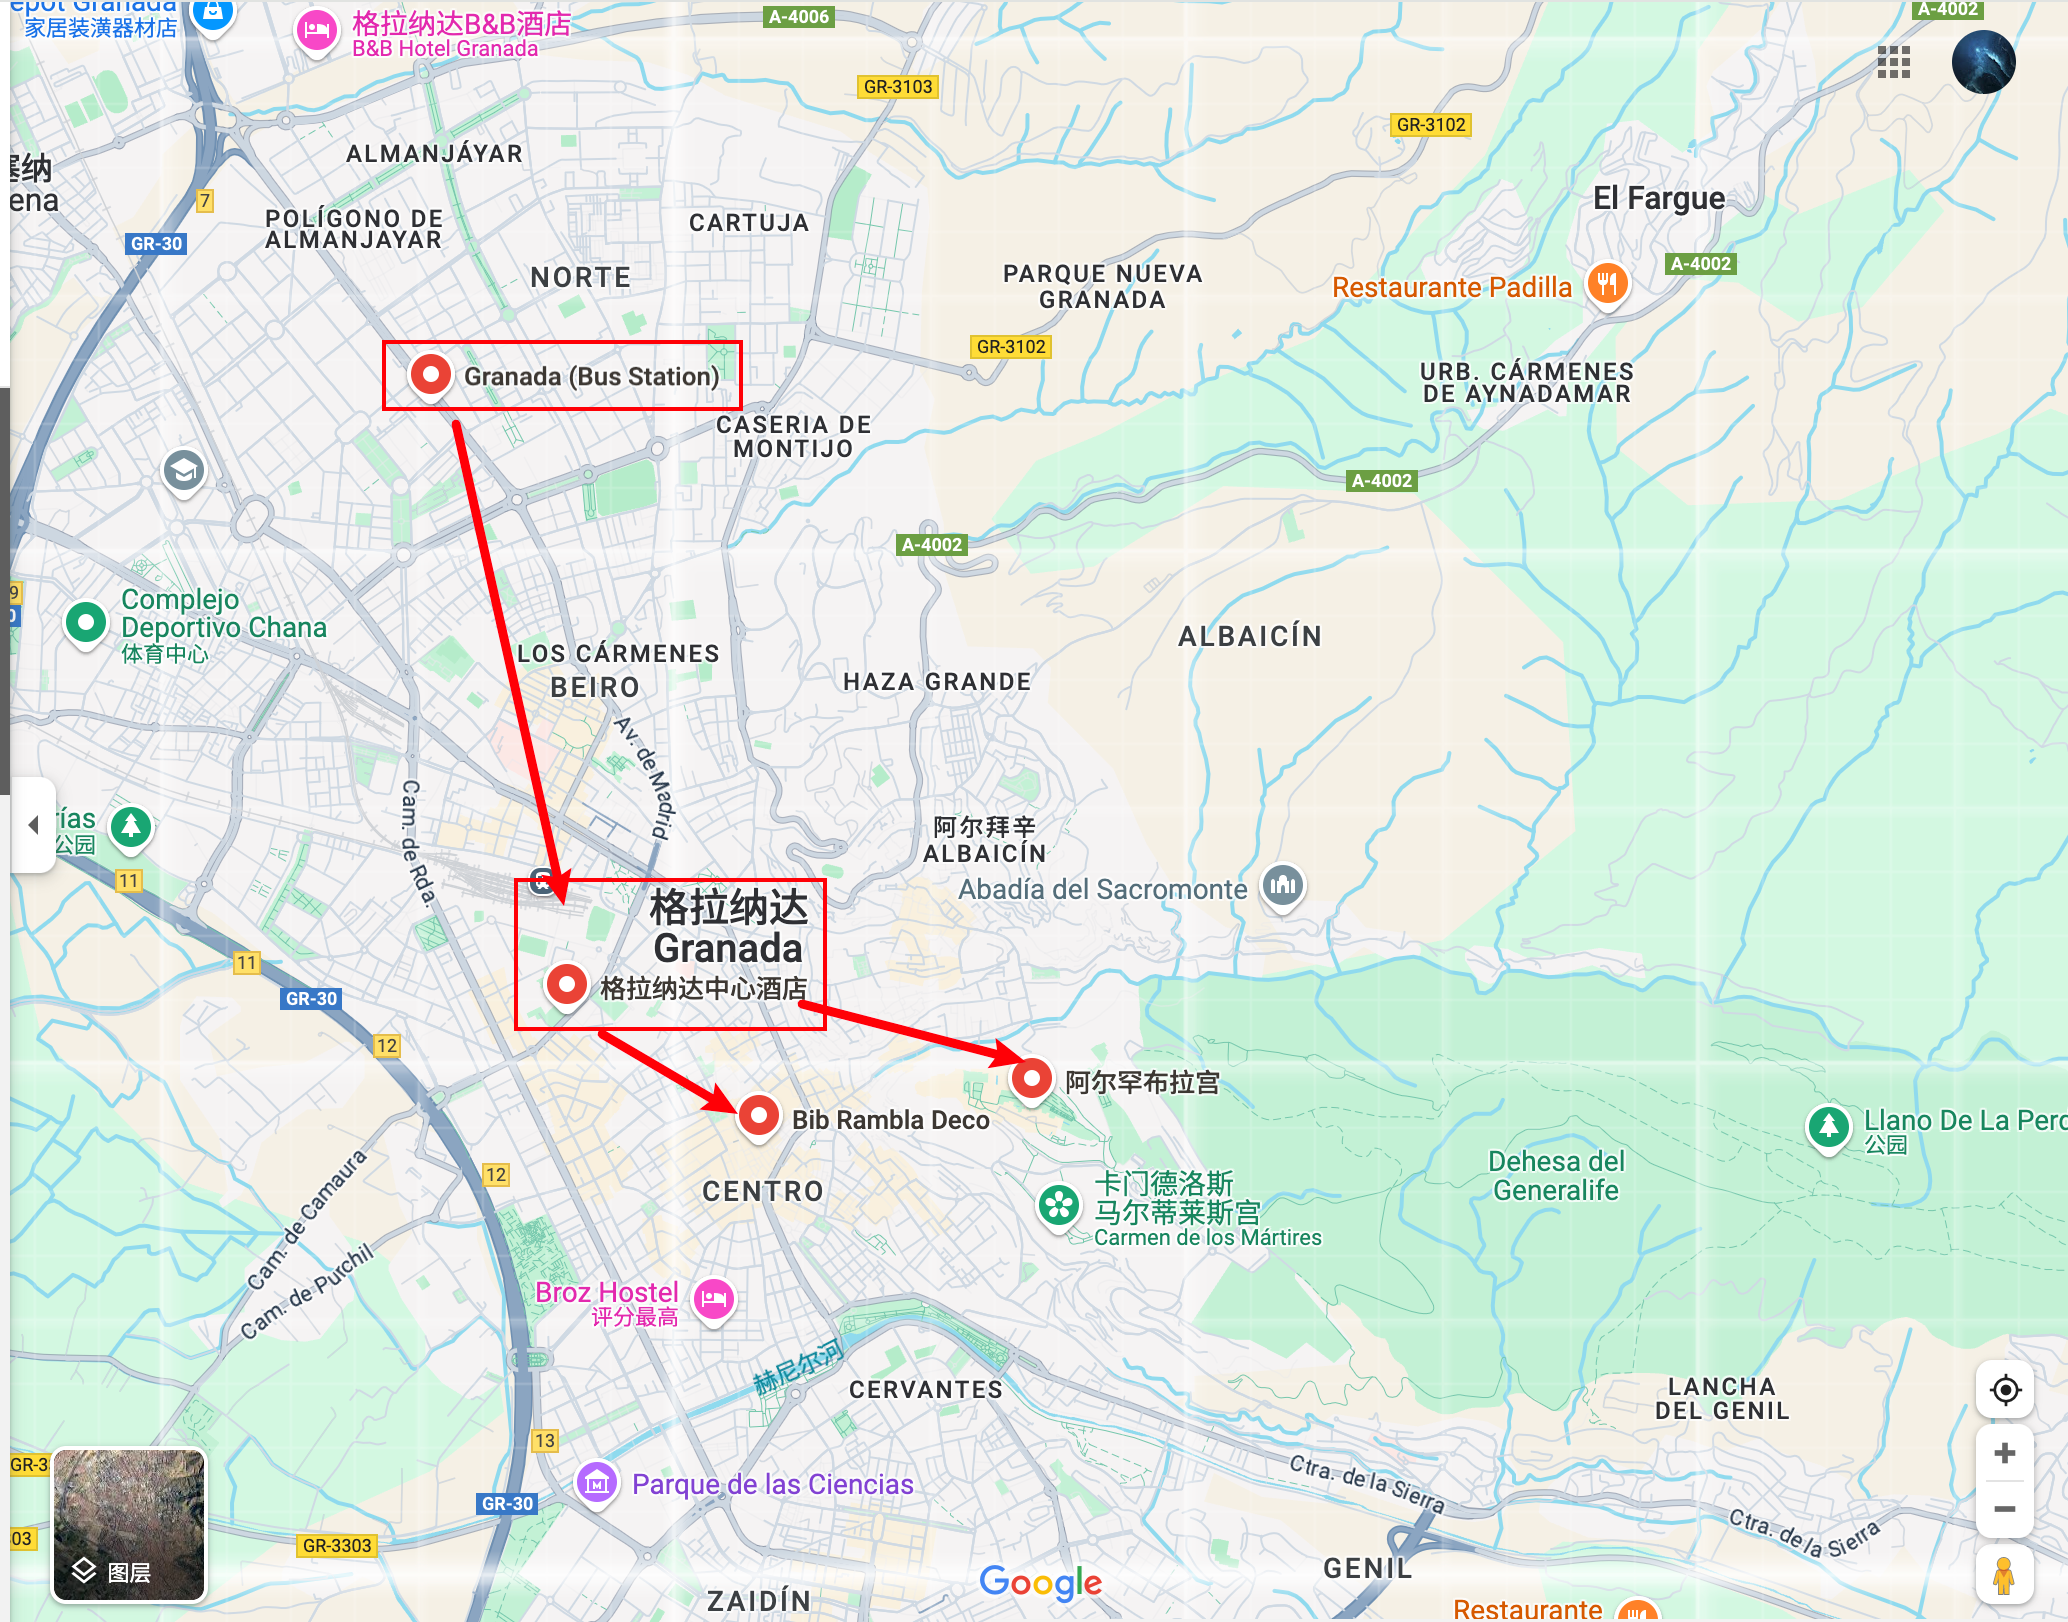 epot Granada
家居装潢器材店
格拉纳达B&B酒店
B&B Hotel Granada
A-4006
A-4002
GR-3103
GR-3102
ALMANJÁYAR
塞纳
ena
7
El Fargue
POLÍGONO DE
ALMANJAYAR
CARTUJA
GR-30
NORTE
PARQUE NUEVA
GRANADA
A-4002
Restaurante Padilla
GR-3102
Granada (Bus Station)
URB. CÁRMENES
DE AYNADAMAR
CASERIA DE
MONTIJO
A-4002
A-4002
9
0
Complejo
Deportivo Chana
体育中心
ALBAICÍN
LOS CÁRMENES
BEIRO
HAZA GRANDE
Av. de Madrid
Cam. de Rda.
rías
公园
阿尔拜辛
ALBAICÍN
11
Abadía del Sacromonte
格拉纳达
Granada
格拉纳达中心酒店
11
GR-30
12
阿尔罕布拉宫
Bib Rambla Deco
Llano De La Perd
公园
12
Cam. de Camaura
Dehesa del
Generalife
CENTRO
卡门德洛斯
马尔蒂莱斯宫
Carmen de los Mártires
Cam. de Purchil
Broz Hostel
评分最高
赫尼尔河
CERVANTES
LANCHA
DEL GENIL
13
GR-33
Parque de las Ciencias
Ctra. de la Sierra
GR-30
Ctra. de la Sierra
03
GR-3303
图层
Google
GENIL
ZAIDÍN
Restaurante